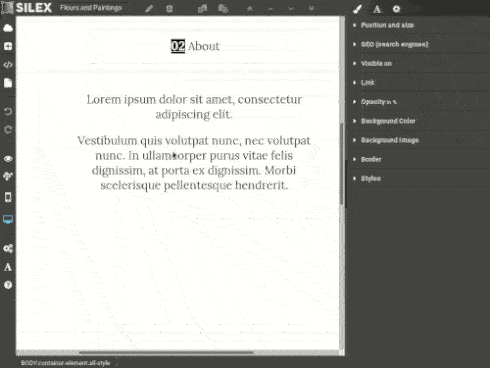 SILEX Flours and Paintings
02 About
Lorem ipsum dolor sit amet, consectetur
adipiscing elit.
Vestibulum quis volutpat nunc, nec volutpat
nunc. In ullamcorper purus vitae felis
dignissim, at porta ex dignissim. Morbi
scelerisque pellentesque hendrerit.
Position and size
SEO (search engines)
Visible on
Link
Opacity in %
Background Color
Background Image
Border
Styles
BODY.container-element.all-style